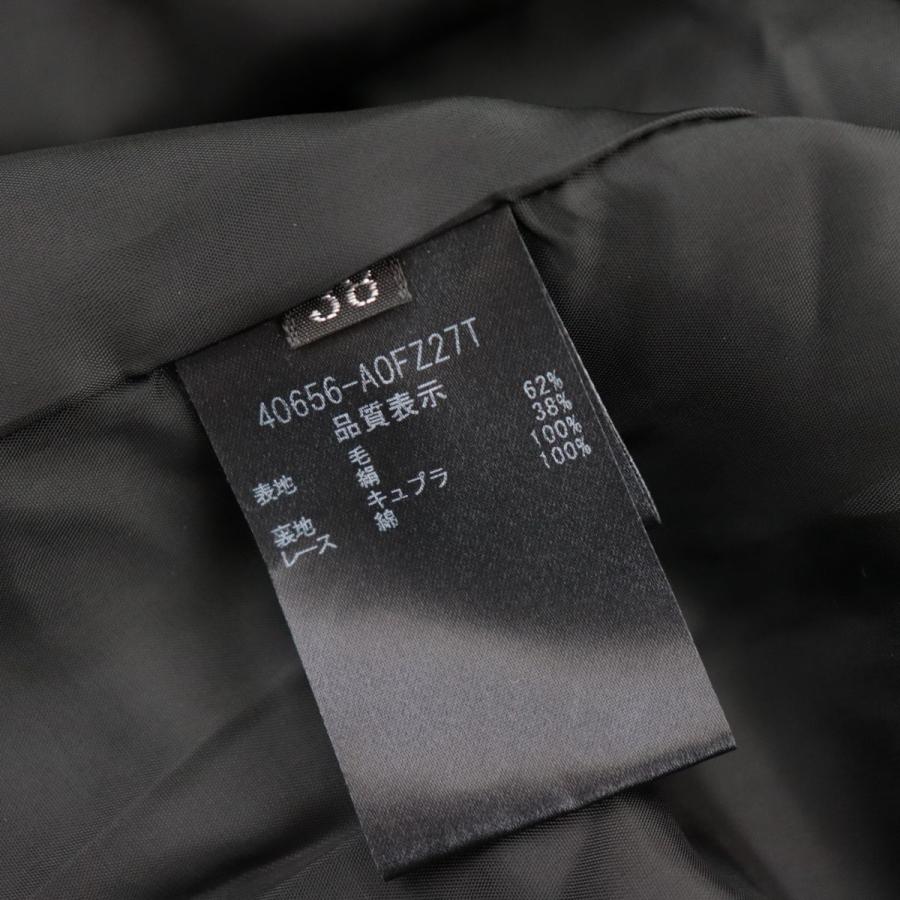 38
40656-A0FZ27T
品質表示
表地 毛 62%
絹 38%
裏地 キュプラ 100%
レース 綿 100%